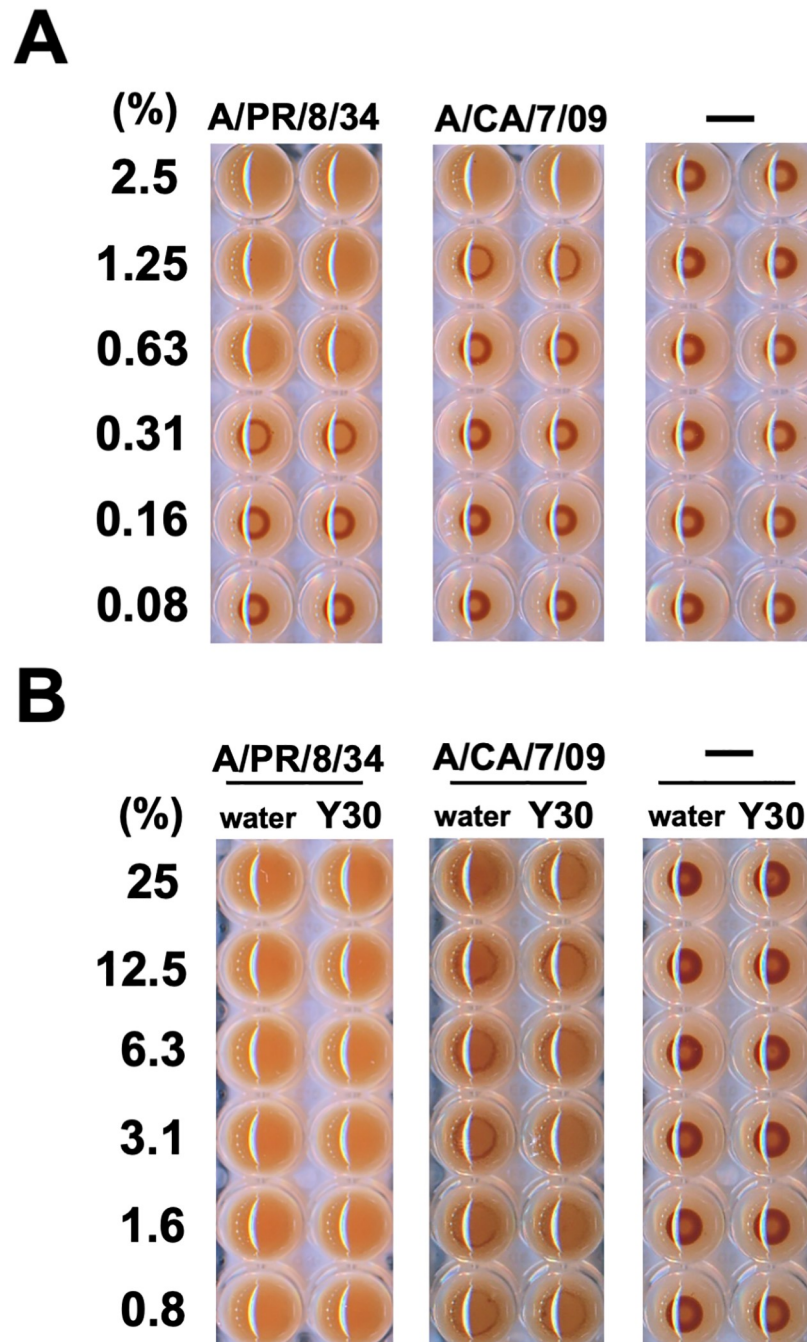 A
(%) A/PR/8/34 A/CA/7/09 —
2.5
1.25
0.63
0.31
0.16
0.08
B
A/PR/8/34 A/CA/7/09 —
(%) water Y30 water Y30 water Y30
25
12.5
6.3
3.1
1.6
0.8